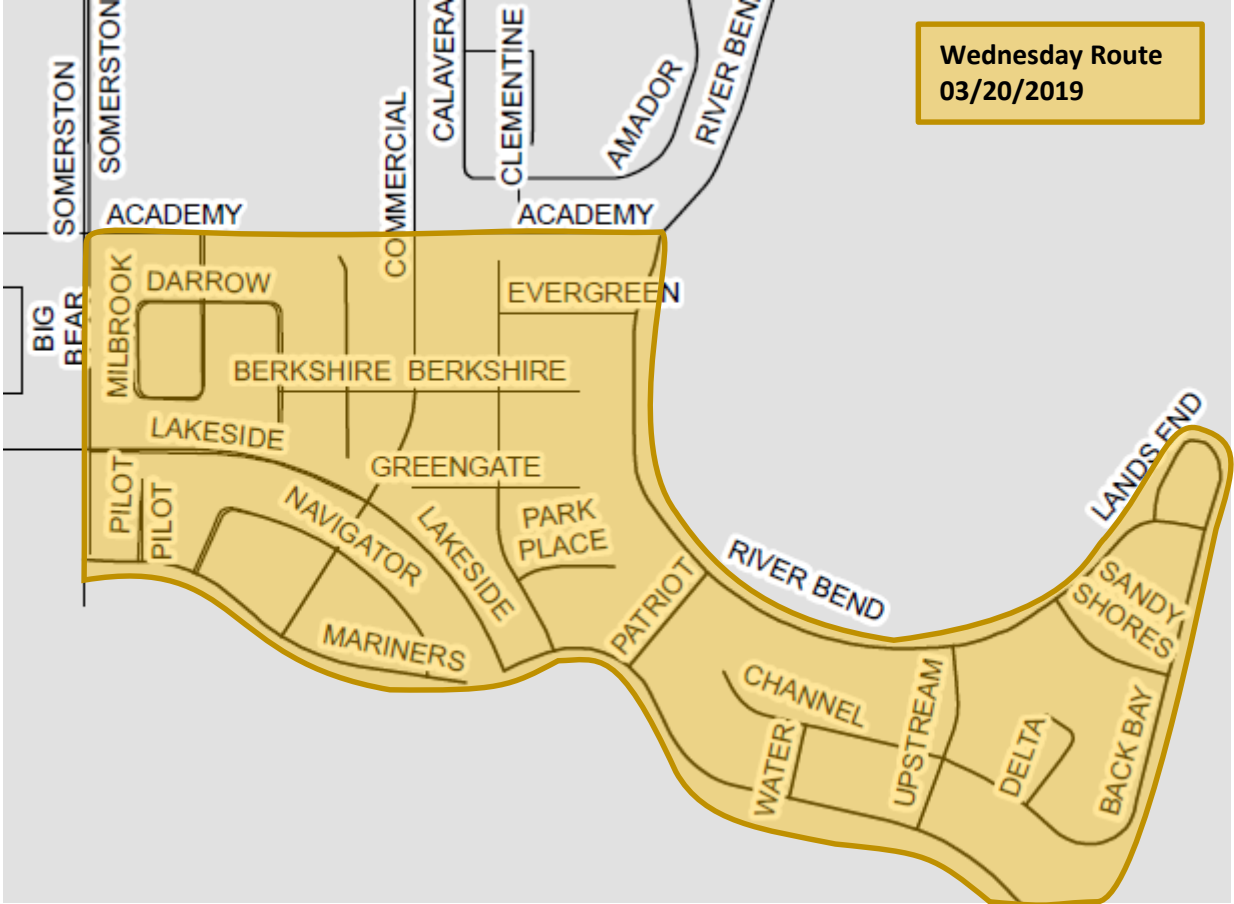 Wednesday Route
03/20/2019
SOMERSTON
SOMERSTON
COMMERCIAL
CALAVERA
CLEMENTINE
AMADOR
RIVER BEN
ACADEMY
ACADEMY
BIG
BEAR
MILBROOK
DARROW
EVERGREEN
BERKSHIRE
BERKSHIRE
LAKESIDE
GREENGATE
PILOT
PILOT
NAVIGATOR
LAKESIDE
PARK
PLACE
MARINERS
PATRIOT
RIVER BEND
LANDS END
SANDY
SHORES
CHANNEL
WATER
UPSTREAM
DELTA
BACK BAY